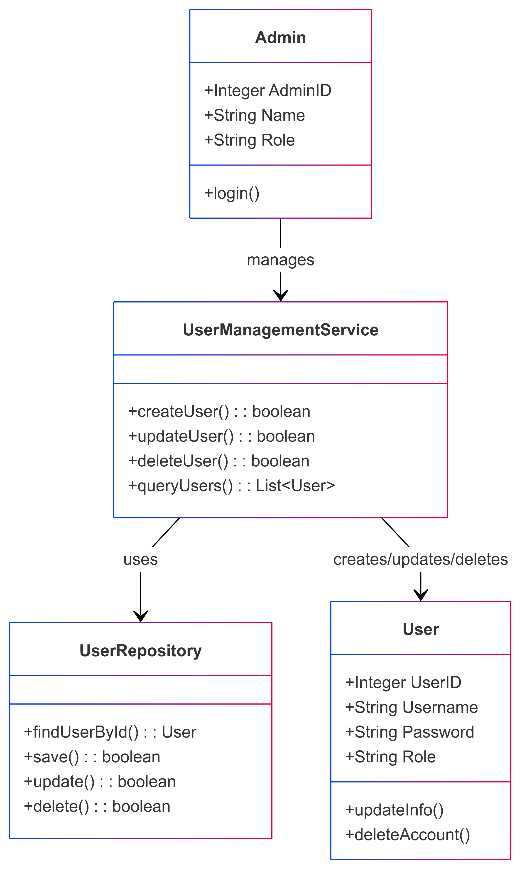 Admin
+Integer AdminID
+String Name
+String Role
+login()
manages
UserManagementService
+createUser() : : boolean
+updateUser() : : boolean
+deleteUser() : : boolean
+queryUsers() : : List<User>
uses
creates/updates/deletes
UserRepository
+findUserById() : : User
+save() : : boolean
+update() : : boolean
+delete() : : boolean
User
+Integer UserID
+String Username
+String Password
+String Role
+updateInfo()
+deleteAccount()